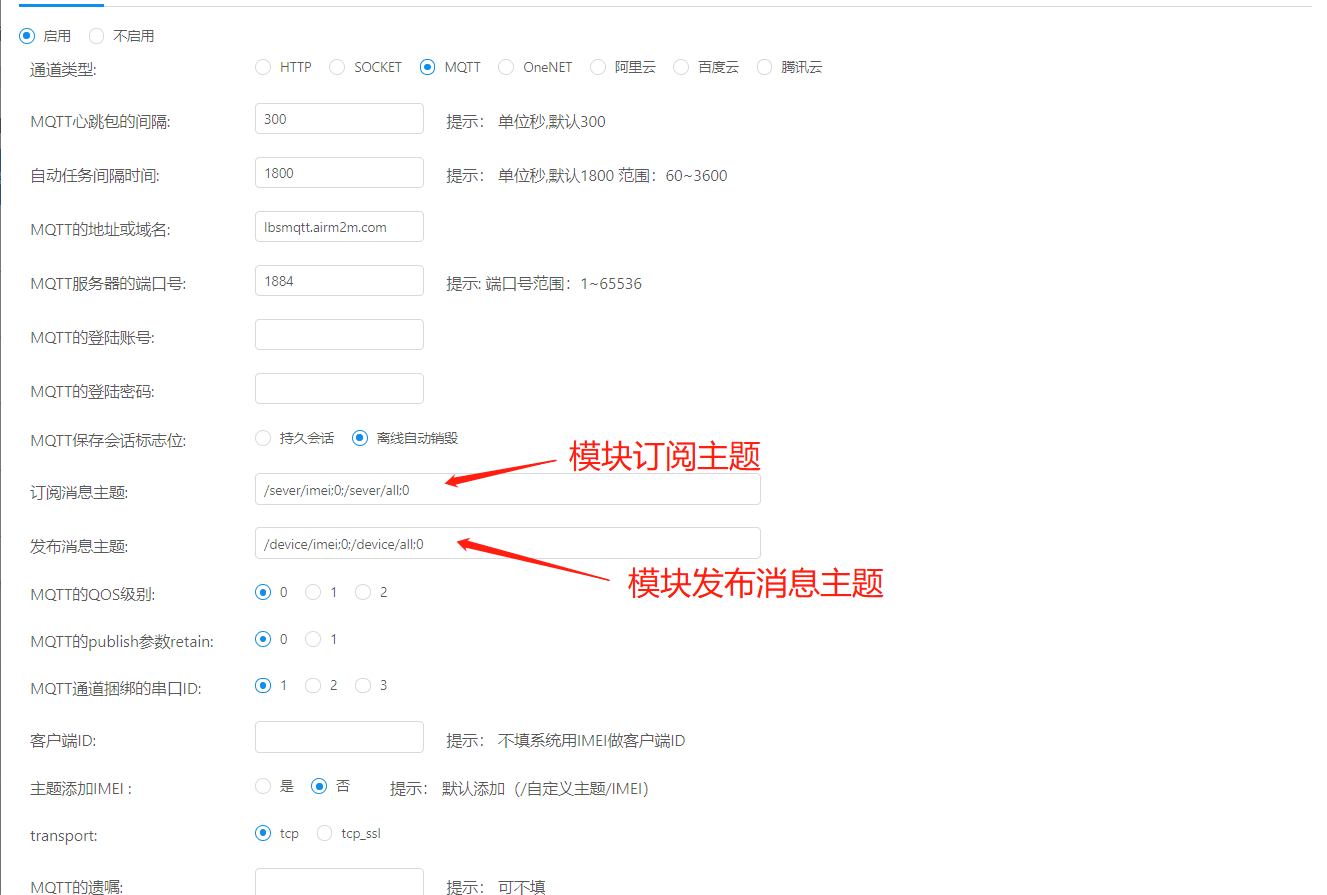 启用 不启用
通道类型: HTTP SOCKET MQTT OneNET 阿里云 百度云 腾讯云
MQTT心跳包的间隔: 300 提示： 单位秒,默认300
自动任务间隔时间: 1800 提示： 单位秒,默认1800 范围：60~3600
MQTT的地址或域名: lbsmqtt.airm2m.com
MQTT服务器的端口号: 1884 提示: 端口号范围：1~65536
MQTT的登陆账号:
MQTT的登陆密码:
MQTT保存会话标志位: 持久会话 离线自动销毁
模块订阅主题
订阅消息主题: /sever/imei;0;/sever/all;0
发布消息主题: /device/imei;0;/device/all;0
模块发布消息主题
MQTT的QOS级别: 0 1 2
MQTT的publish参数retain: 0 1
MQTT通道捆绑的串口ID: 1 2 3
客户端ID: 提示： 不填系统用IMEI做客户端ID
主题添加IMEI : 是 否 提示： 默认添加（/自定义主题/IMEI）
transport: tcp tcp_ssl
MQTT的遗嘱: 提示： 可不填